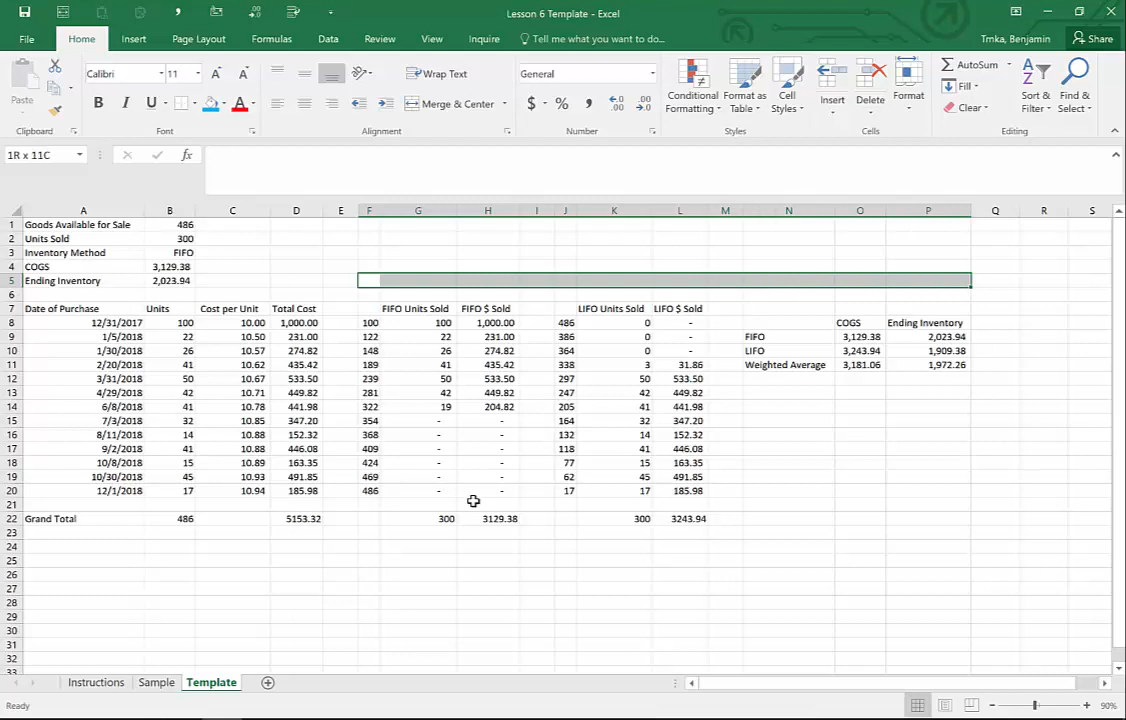 Lesson 6 Template - Excel
File Home Insert Page Layout Formulas Data Review View Inquire Tell me what you want to do... Trnka, Benjamin Share
Paste
Calibri 11 A A
B I U A
Wrap Text
Merge & Center
General
$ % ,
Conditional Formatting
Format as Table
Cell Styles
Insert Delete Format
AutoSum
Fill
Clear
Sort & Filter
Find & Select
Clipboard Font Alignment Number Styles Cells Editing
1R x 11C fx
A B C D E F G H I J K L M N O P Q R S
1 Goods Available for Sale 486
2 Units Sold 300
3 Inventory Method FIFO
4 COGS 3,129.38
5 Ending Inventory 2,023.94
6
7 Date of Purchase Units Cost per Unit Total Cost FIFO Units Sold FIFO $ Sold LIFO Units Sold LIFO $ Sold
8 12/31/2017 100 10.00 1,000.00 100 100 1,000.00 486 0 - COGS Ending Inventory
9 1/5/2018 22 10.50 231.00 122 22 231.00 386 0 - FIFO 3,129.38 2,023.94
10 1/30/2018 26 10.57 274.82 148 26 274.82 364 0 - LIFO 3,243.94 1,909.38
11 2/20/2018 41 10.62 435.42 189 41 435.42 338 3 31.86 Weighted Average 3,181.06 1,972.26
12 3/31/2018 50 10.67 533.50 239 50 533.50 297 50 533.50
13 4/29/2018 42 10.71 449.82 281 42 449.82 247 42 449.82
14 6/8/2018 41 10.78 441.98 322 19 204.82 205 41 441.98
15 7/3/2018 32 10.85 347.20 354 - - 164 32 347.20
16 8/11/2018 14 10.88 152.32 368 - - 132 14 152.32
17 9/2/2018 41 10.88 446.08 409 - - 118 41 446.08
18 10/8/2018 15 10.89 163.35 424 - - 77 15 163.35
19 10/30/2018 45 10.93 491.85 469 - - 62 45 491.85
20 12/1/2018 17 10.94 185.98 486 - - 17 17 185.98
21
22 Grand Total 486 5153.32 300 3129.38 300 3243.94
23
24
25
26
27
28
29
30
31
32
33
Instructions Sample Template
Ready 90%